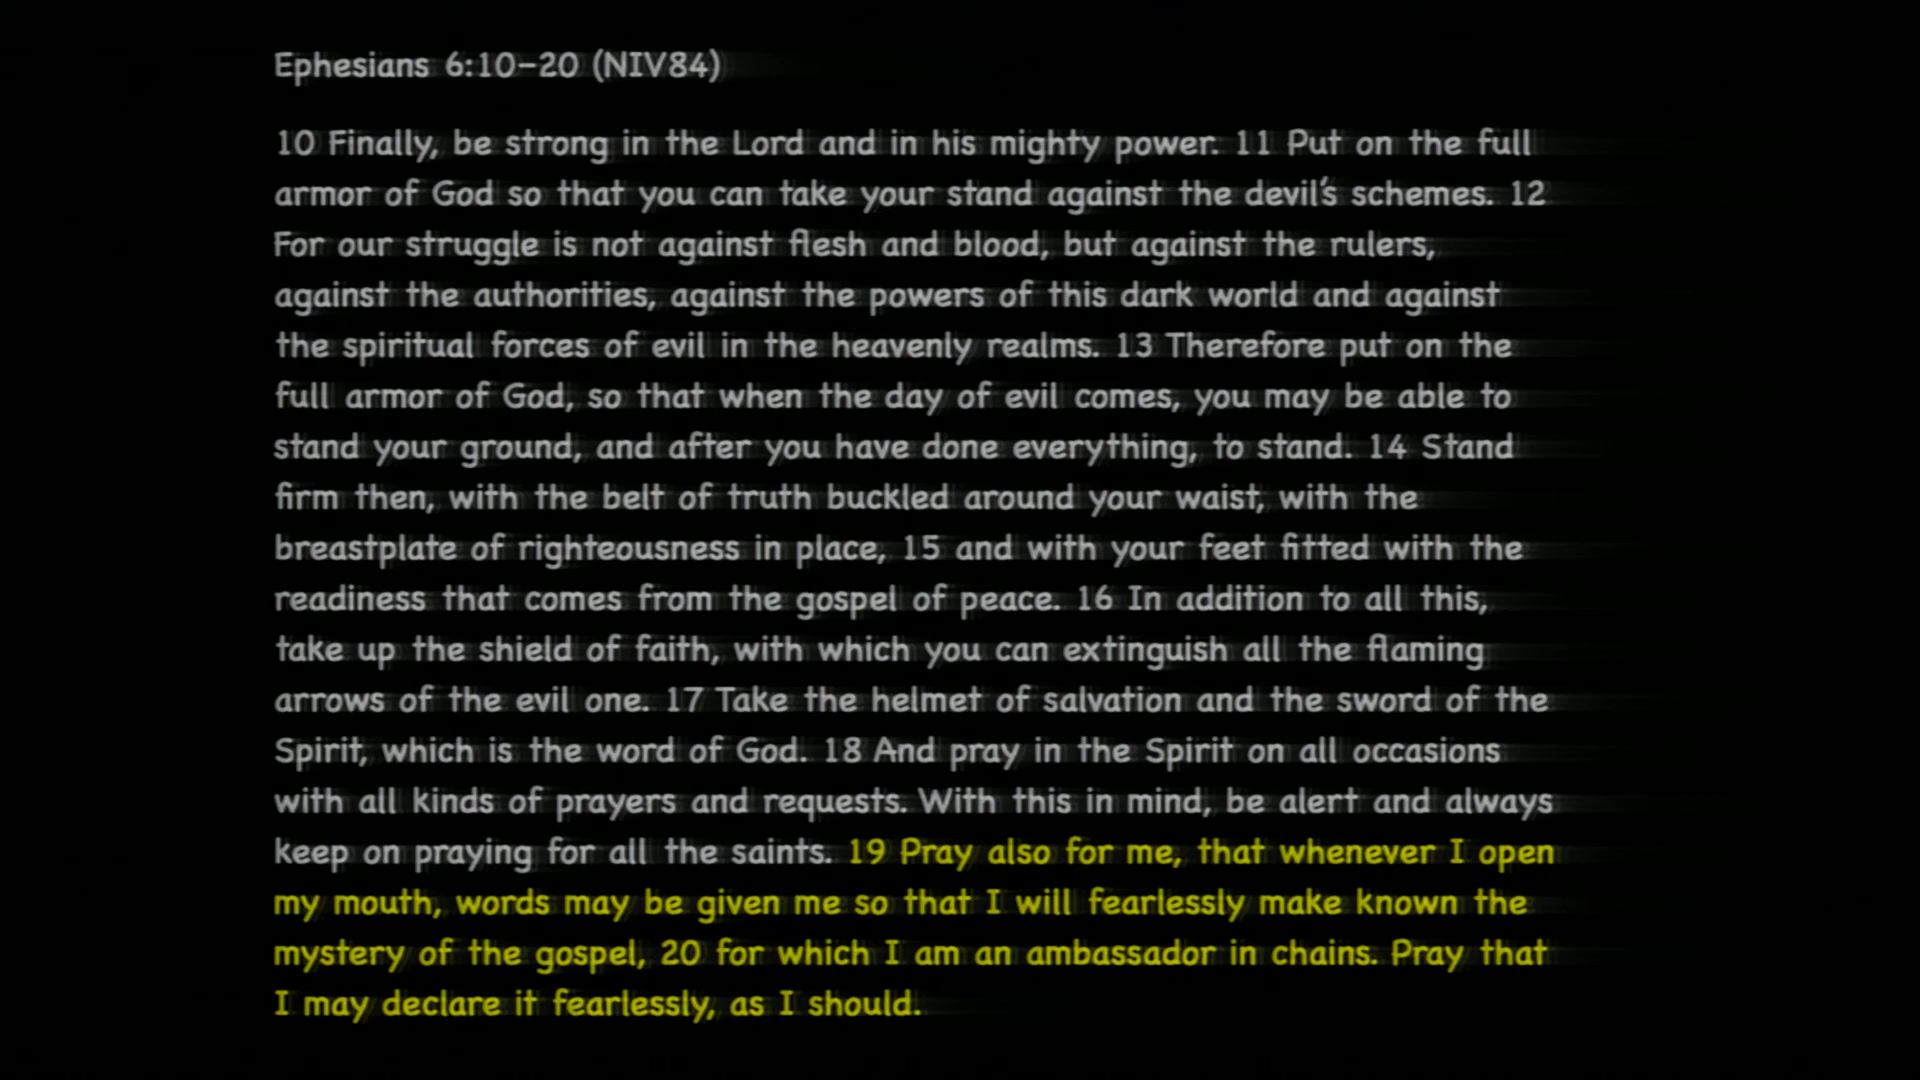 Ephesians 6:10–20 (NIV84)
10 Finally, be strong in the Lord and in his mighty power. 11 Put on the full
armor of God so that you can take your stand against the devil's schemes. 12
For our struggle is not against flesh and blood, but against the rulers,
against the authorities, against the powers of this dark world and against
the spiritual forces of evil in the heavenly realms. 13 Therefore put on the
full armor of God, so that when the day of evil comes, you may be able to
stand your ground, and after you have done everything, to stand. 14 Stand
firm then, with the belt of truth buckled around your waist, with the
breastplate of righteousness in place, 15 and with your feet fitted with the
readiness that comes from the gospel of peace. 16 In addition to all this,
take up the shield of faith, with which you can extinguish all the flaming
arrows of the evil one. 17 Take the helmet of salvation and the sword of the
Spirit, which is the word of God. 18 And pray in the Spirit on all occasions
with all kinds of prayers and requests. With this in mind, be alert and always
keep on praying for all the saints. 19 Pray also for me, that whenever I open
my mouth, words may be given me so that I will fearlessly make known the
mystery of the gospel, 20 for which I am an ambassador in chains. Pray that
I may declare it fearlessly, as I should.